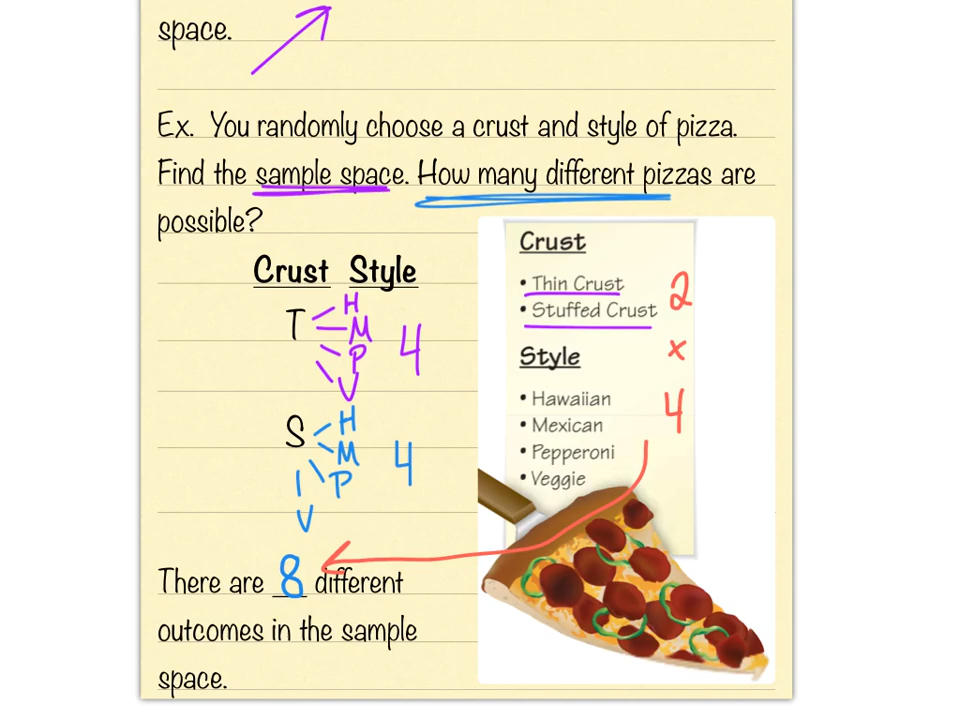 space.
Ex. You randomly choose a crust and style of pizza.
Find the sample space. How many different pizzas are
possible?
Crust Style
T H
M 4
P
V
S H
M 4
P
V
There are 8 different
outcomes in the sample
space.
Crust
• Thin Crust 2
• Stuffed Crust
x
Style
• Hawaiian 4
• Mexican
• Pepperoni
• Veggie